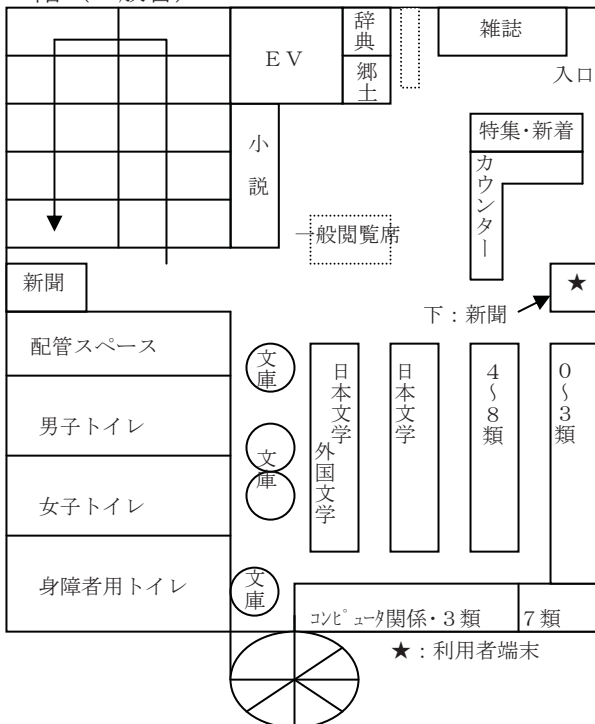 辞典
雑誌
EV
郷土
入口
小説
特集・新着
カウンター
一般閲覧席
新聞
★
下：新聞
配管スペース
文庫
日本文学
日本文学
4～8類
0～3類
男子トイレ
外国文学
文庫
女子トイレ
身障者用トイレ
文庫
コンピュータ関係・3類
7類
★：利用者端末